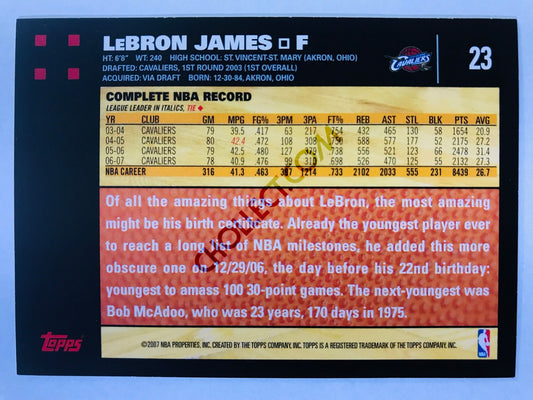 LEBRON JAMES F
23
HT: 6'8" WT: 240 HIGH SCHOOL: ST. VINCENT-ST. MARY (AKRON, OHIO)
DRAFTED: CAVALIERS, 1ST ROUND 2003 (1ST OVERALL)
ACQUIRED: VIA DRAFT BORN: 12-30-84, AKRON, OHIO
CAVALIERS
COMPLETE NBA RECORD
LEAGUE LEADER IN ITALICS, TIE ♦
YR CLUB GM MPG FG% 3PM 3PA FT% REB AST STL BLK PTS AVG
03-04 CAVALIERS 79 39.5 .417 63 217 .754 432 465 130 58 1654 20.9
04-05 CAVALIERS 80 42.4 .472 108 .750 588 577 177 52 2175 27.2
05-06 CAVALIERS 79 42.5 .480 127 .738 556 521 123 66 2478 31.4
06-07 CAVALIERS 78 40.9 .476 99 .698 526 470 125 55 2132 27.3
NBA CAREER 316 41.3 .463 397 1214 .733 2102 2033 555 231 8439 26.7
Of all the amazing things about LeBron, the most amazing
might be his birth certificate. Already the youngest player ever
to reach a long list of NBA milestones, he added this more
obscure one on 12/29/06, the day before his 22nd birthday:
youngest to amass 100 30-point games. The next-youngest was
Bob McAdoo, who was 23 years, 170 days in 1975.
CHOLLECT.COM
Topps
©2007 NBA PROPERTIES, INC. CREATED BY THE TOPPS COMPANY, INC. TOPPS IS A REGISTERED TRADEMARK OF THE TOPPS COMPANY, INC.
NBA